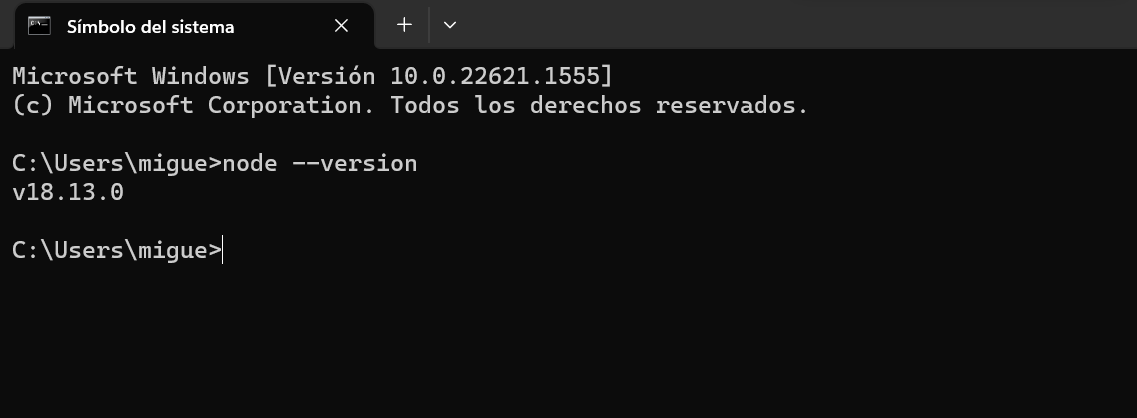 Símbolo del sistema
Microsoft Windows [Versión 10.0.22621.1555]
(c) Microsoft Corporation. Todos los derechos reservados.
C:\Users\migue>node --version
v18.13.0
C:\Users\migue>